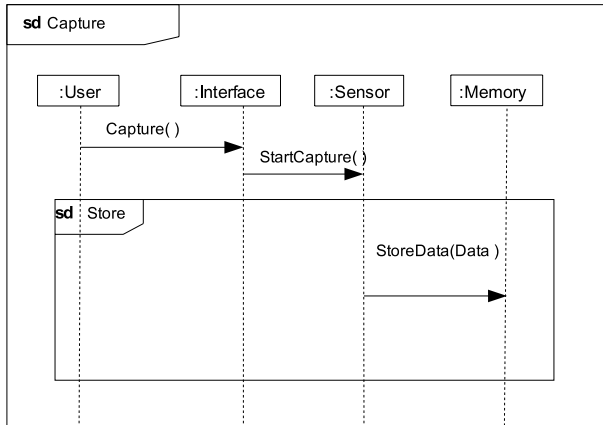 sd Capture
:User :Interface :Sensor :Memory
Capture( )
StartCapture( )
sd Store
StoreData(Data )